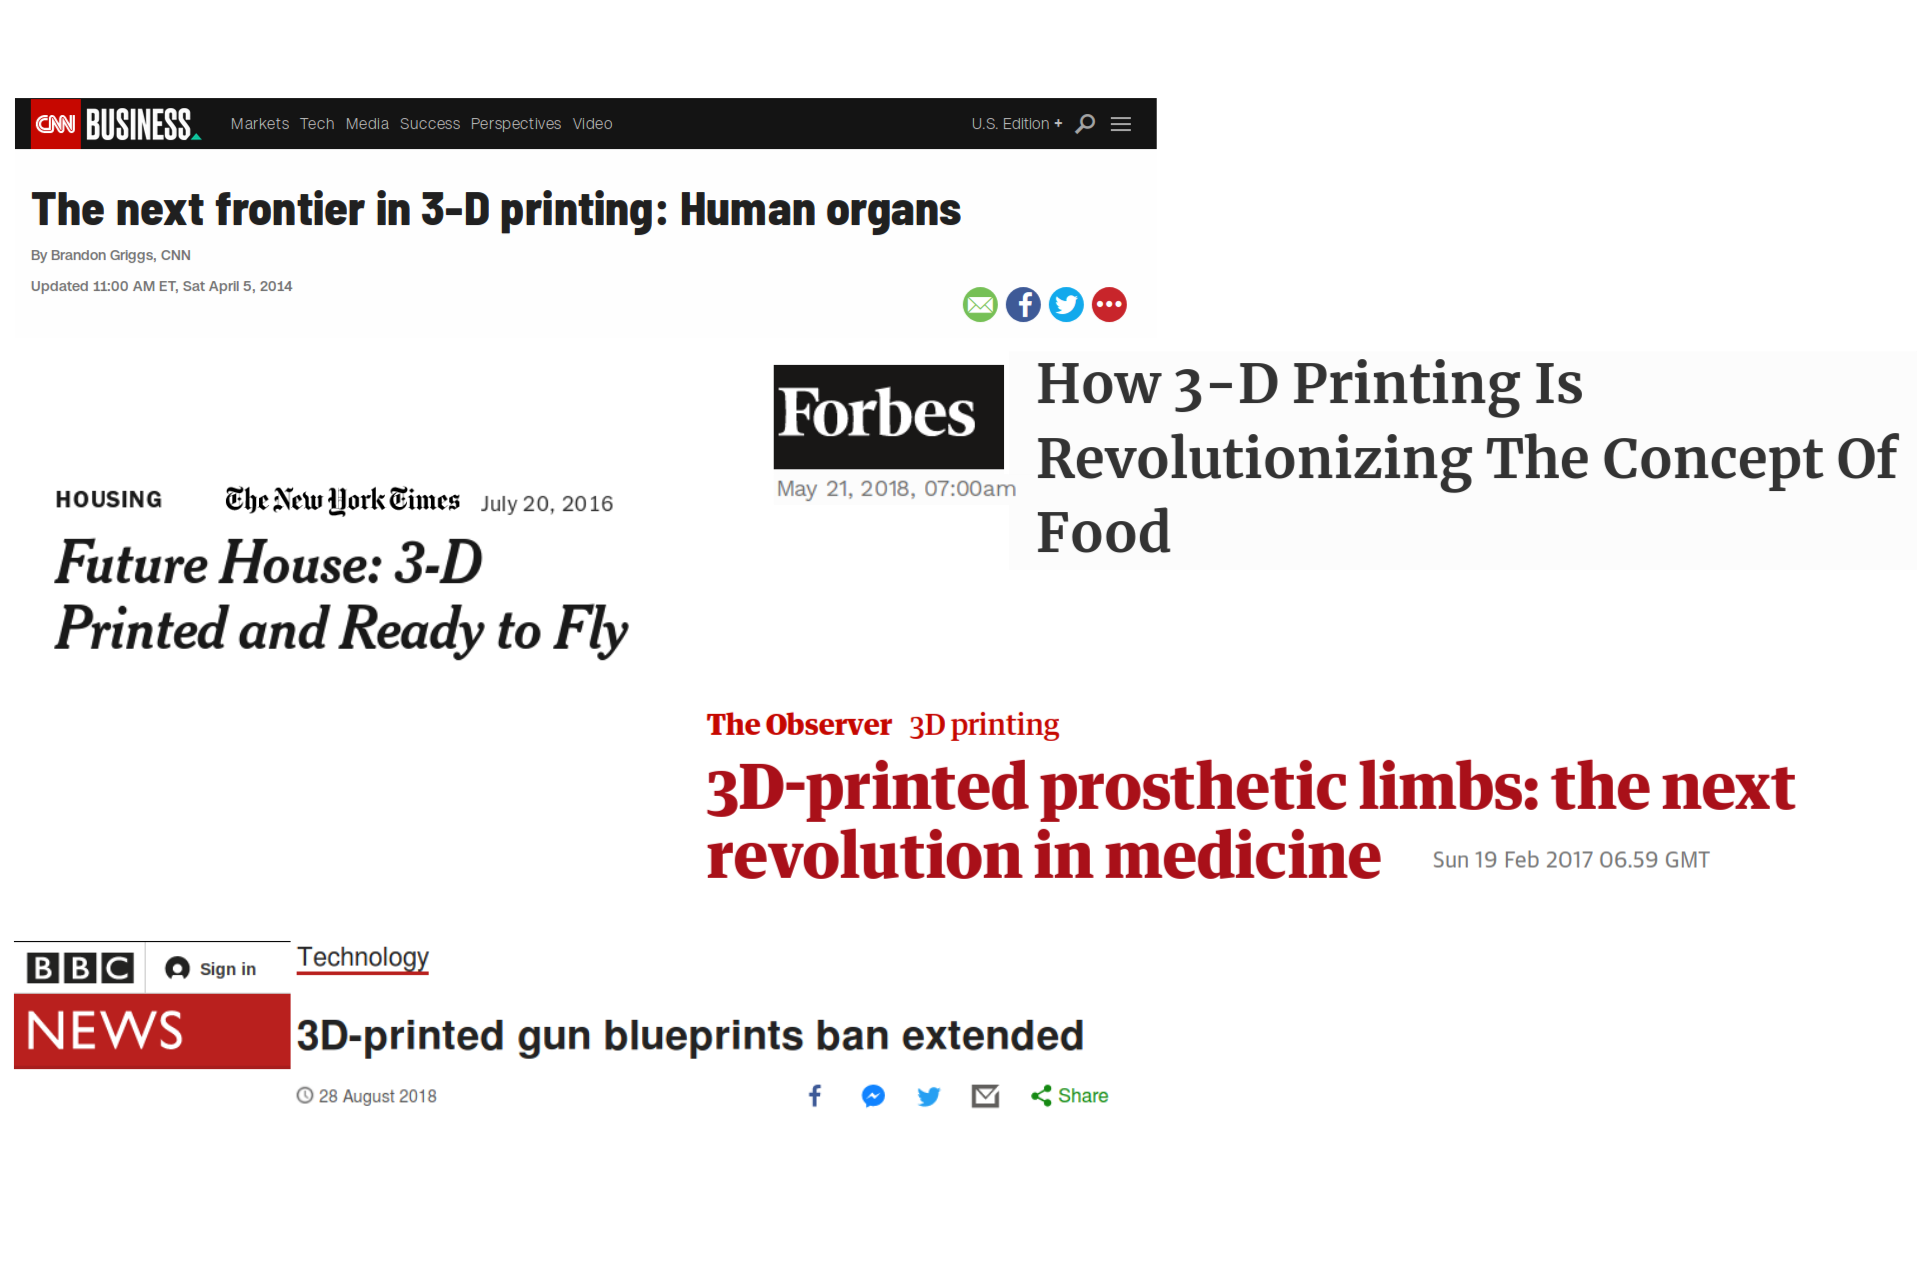 CNN BUSINESS Markets Tech Media Success Perspectives Video U.S. Edition +
The next frontier in 3-D printing: Human organs
By Brandon Griggs, CNN
Updated 11:00 AM ET, Sat April 5, 2014
Forbes
May 21, 2018, 07:00am
How 3-D Printing Is
Revolutionizing The Concept Of
Food
HOUSING The New York Times July 20, 2016
Future House: 3-D
Printed and Ready to Fly
The Observer 3D printing
3D-printed prosthetic limbs: the next
revolution in medicine Sun 19 Feb 2017 06.59 GMT
BBC Sign in
NEWS
Technology
3D-printed gun blueprints ban extended
28 August 2018 Share